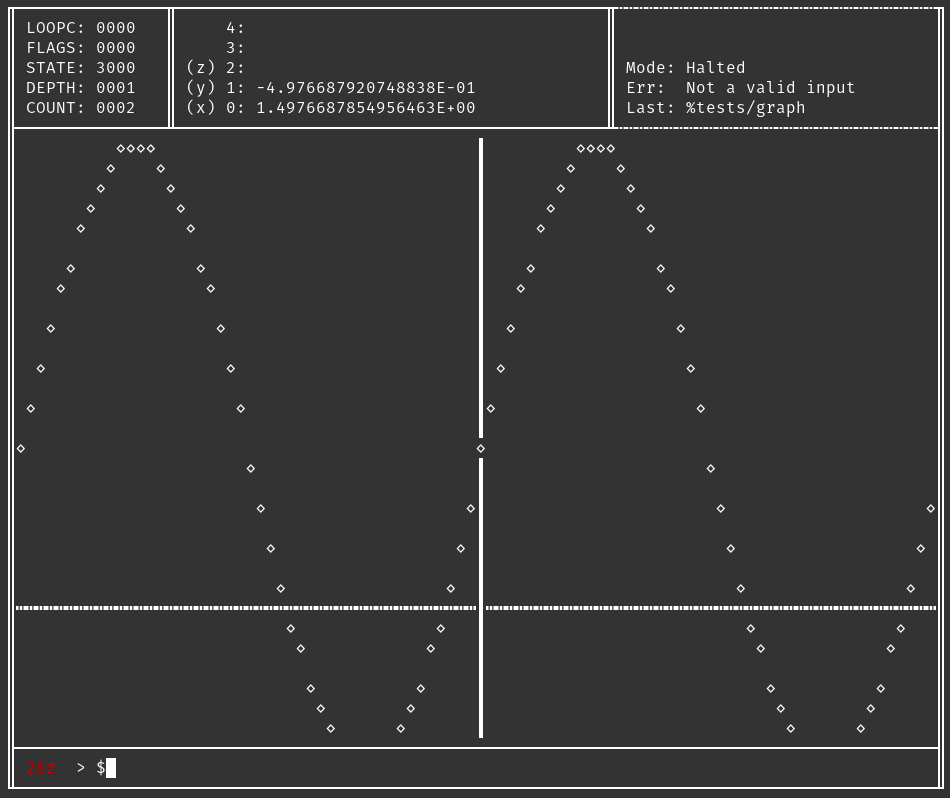 LOOPC: 0000
FLAGS: 0000
STATE: 3000
DEPTH: 0001
COUNT: 0002
4:
3:
(z) 2:
(y) 1: -4.976687920748838E-01
(x) 0: 1.4976687854956463E+00
Mode: Halted
Err:  Not a valid input
Last: %tests/graph
26z  > $